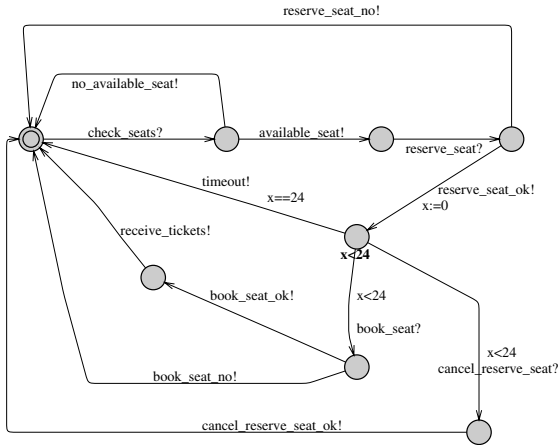 reserve_seat_no!
no_available_seat!
check_seats?
available_seat!
reserve_seat?
timeout!
x==24
reserve_seat_ok!
x:=0
receive_tickets!
x<24
book_seat_ok!
x<24
book_seat?
x<24
cancel_reserve_seat?
book_seat_no!
cancel_reserve_seat_ok!